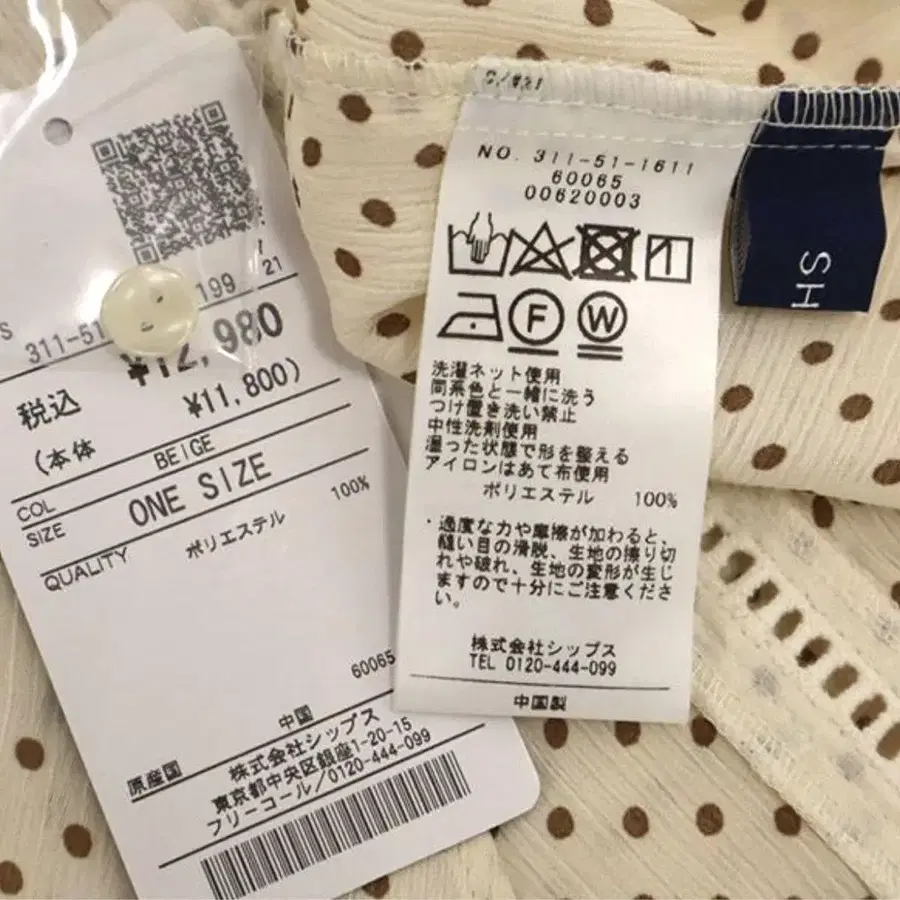 S 311-51 199 21
¥12,980
税込
¥11,800)
(本体
BEIGE
COL
ONE SIZE
SIZE
100%
ポリエステル
QUALITY
60065
中国
原産国
株式会社シップス
東京都中央区銀座1-20-15
フリーコール/0120-444-099
NO. 311-51-1611
60065
00620003
F
W
洗濯ネット使用
同系色と一緒に洗う
つけ置き洗い禁止
中性洗剤使用
湿った状態で形を整える
アイロンはあて布使用
ポリエステル 100%
・過度な力や摩擦が加わると、
縫い目の滑脱、生地の擦り切
れや破れ、生地の変形が生じ
ますので十分にご注意くださ
い。
株式会社シップス
TEL 0120-444-099
中国製
SH